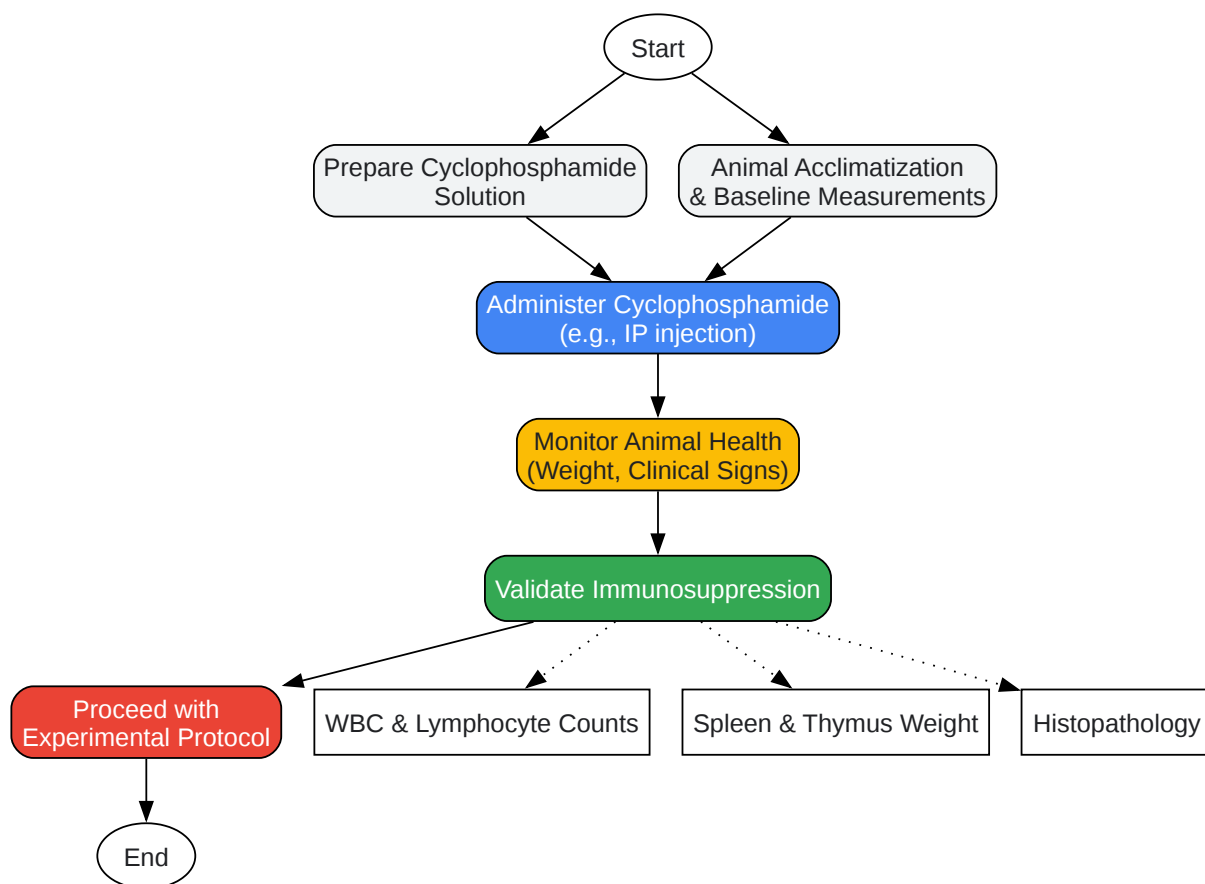 Start
Prepare Cyclophosphamide
Solution
Animal Acclimatization
& Baseline Measurements
Administer Cyclophosphamide
(e.g., IP injection)
Monitor Animal Health
(Weight, Clinical Signs)
Validate Immunosuppression
Proceed with
Experimental Protocol
WBC & Lymphocyte Counts
Spleen & Thymus Weight
Histopathology
End